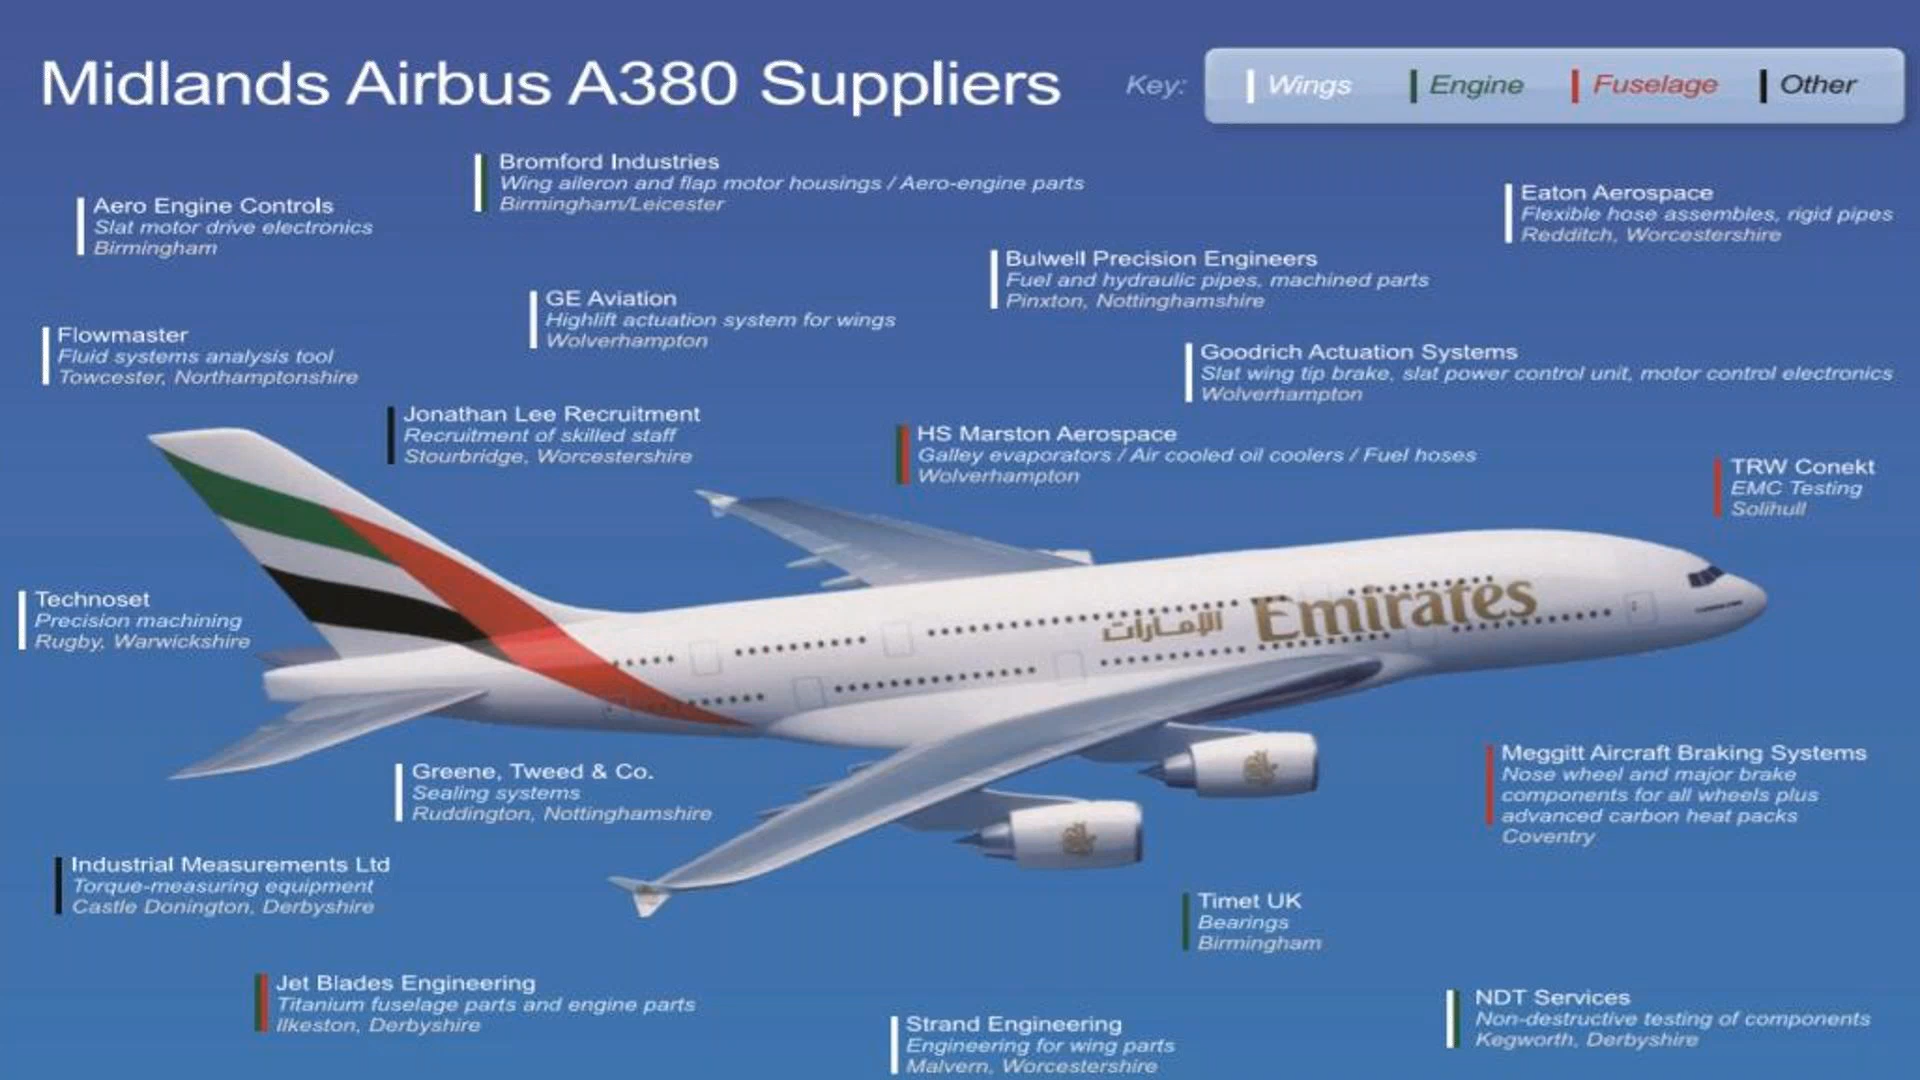 Midlands Airbus A380 Suppliers
Key: Wings Engine Fuselage Other
Bromford Industries
Wing aileron and flap motor housings / Aero-engine parts
Birmingham/Leicester
Aero Engine Controls
Slat motor drive electronics
Birmingham
Eaton Aerospace
Flexible hose assemblies, rigid pipes
Redditch, Worcestershire
Bulwell Precision Engineers
Fuel and hydraulic pipes, machined parts
Pinxton, Nottinghamshire
GE Aviation
Highlift actuation system for wings
Wolverhampton
Flowmaster
Fluid systems analysis tool
Towcester, Northamptonshire
Goodrich Actuation Systems
Slat wing tip brake, slat power control unit, motor control electronics
Wolverhampton
Jonathan Lee Recruitment
Recruitment of skilled staff
Stourbridge, Worcestershire
HS Marston Aerospace
Galley evaporators / Air cooled oil coolers / Fuel hoses
Wolverhampton
TRW Conekt
EMC Testing
Solihull
Technoset
Precision machining
Rugby, Warwickshire
الإمارات Emirates
Greene, Tweed & Co.
Sealing systems
Ruddington, Nottinghamshire
Meggitt Aircraft Braking Systems
Nose wheel and major brake
components for all wheels plus
advanced carbon heat packs
Coventry
Industrial Measurements Ltd
Torque-measuring equipment
Castle Donington, Derbyshire
Timet UK
Bearings
Birmingham
Jet Blades Engineering
Titanium fuselage parts and engine parts
Ilkeston, Derbyshire
Strand Engineering
Engineering for wing parts
Malvern, Worcestershire
NDT Services
Non-destructive testing of components
Kegworth, Derbyshire